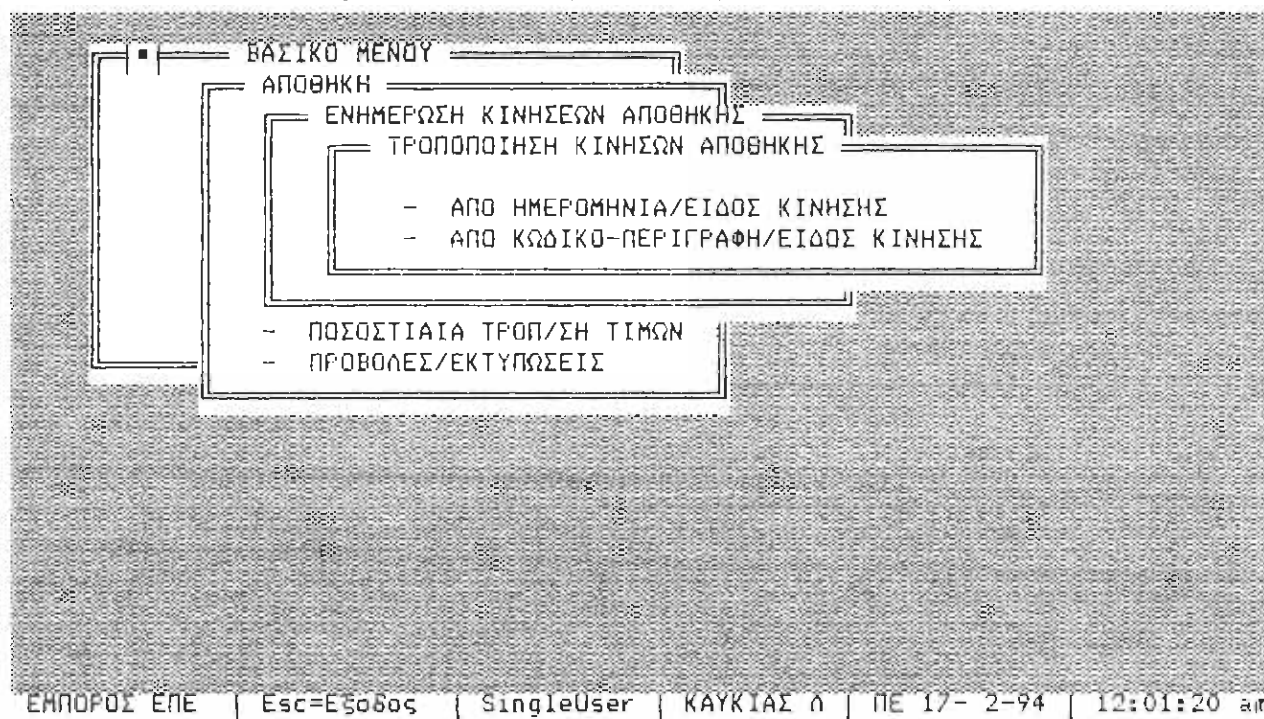 ΒΑΣΙΚΟ ΜΕΝΟΥ
ΑΠΟΘΗΚΗ
ΕΝΗΜΕΡΩΣΗ ΚΙΝΗΣΕΩΝ ΑΠΟΘΗΚΗΣ
ΤΡΟΠΟΠΟΙΗΣΗ ΚΙΝΗΣΩΝ ΑΠΟΘΗΚΗΣ
- ΑΠΟ ΗΜΕΡΟΜΗΝΙΑ/ΕΙΔΟΣ ΚΙΝΗΣΗΣ
- ΑΠΟ ΚΩΔΙΚΟ-ΠΕΡΙΓΡΑΦΗ/ΕΙΔΟΣ ΚΙΝΗΣΗΣ
- ΠΟΣΟΣΤΙΑΙΑ ΤΡΟΠ/ΣΗ ΤΙΜΩΝ
- ΠΡΟΒΟΛΕΣ/ΕΚΤΥΠΩΣΕΙΣ
ΕΜΠΟΡΟΣ ΕΠΕ | Esc=Εξοδος | SingleUser | ΚΑΥΚΙΑΣ Λ | ΠΕ 17- 2-94 | 12:01:20 am